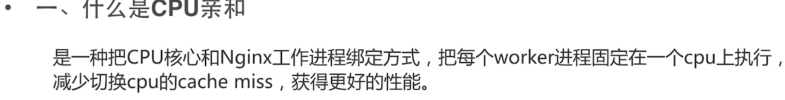 • 一、什么是CPU亲和
是一种把CPU核心和Nginx工作进程绑定方式，把每个worker进程固定在一个cpu上执行，
减少切换cpu的cache miss，获得更好的性能。